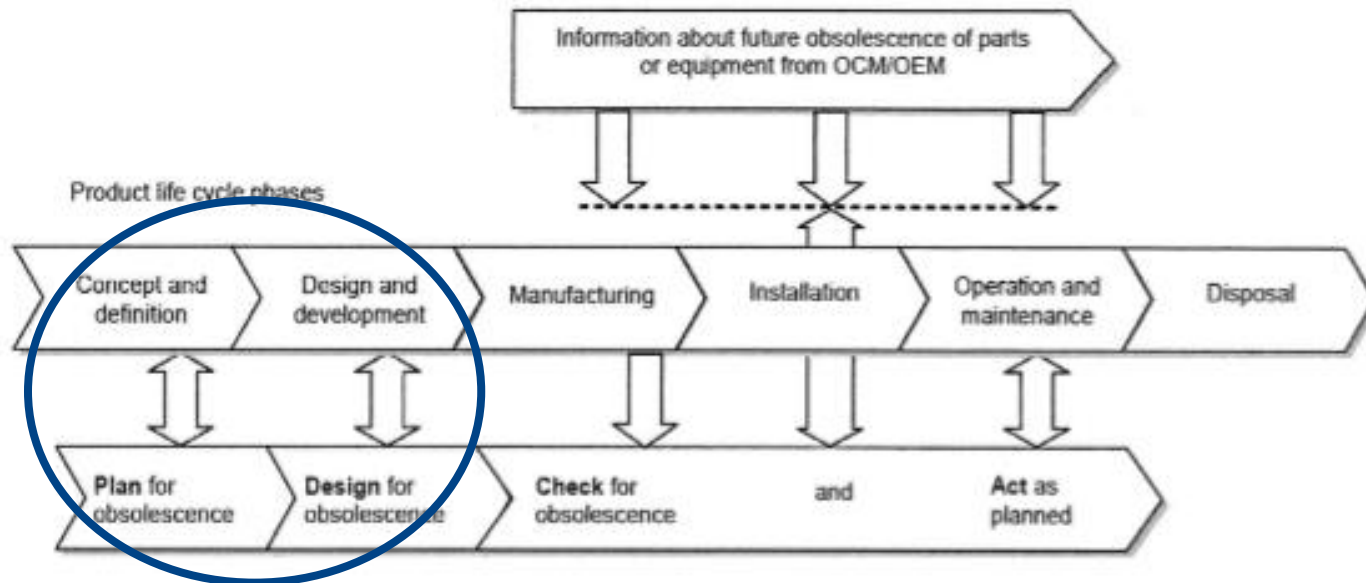 Information about future obsolescence of parts
or equipment from OCM/OEM
Product life cycle phases
Concept and
definition
Design and
development
Manufacturing
Installation
Operation and
maintenance
Disposal
Plan for
obsolescence
Design for
obsolescence
Check for
obsolescence
and
Act as
planned